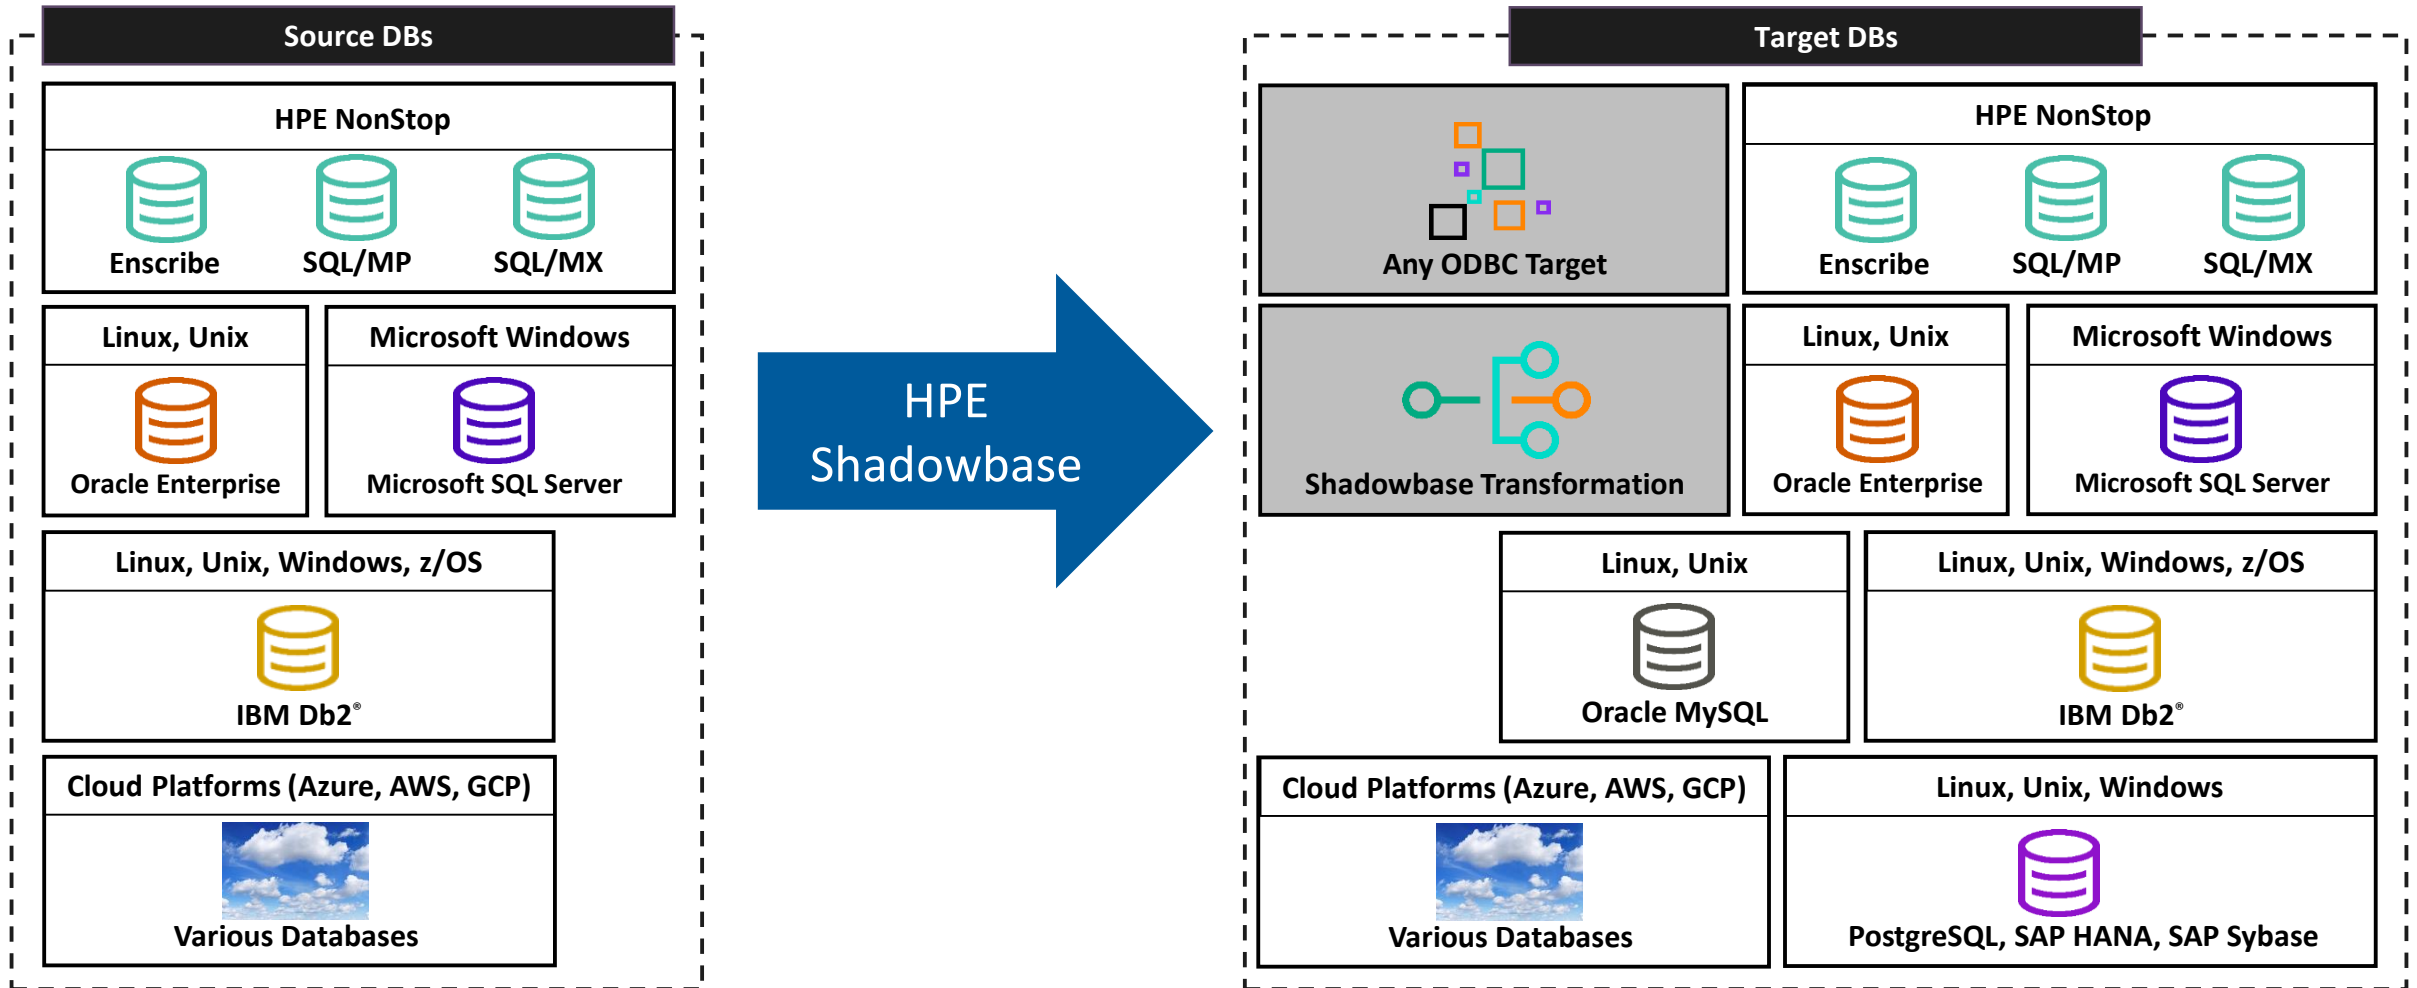 Source DBs
HPE NonStop
Enscribe
SQL/MP
SQL/MX
Linux, Unix
Oracle Enterprise
Microsoft Windows
Microsoft SQL Server
Linux, Unix, Windows, z/OS
IBM Db2®
Cloud Platforms (Azure, AWS, GCP)
Various Databases
HPE
Shadowbase
Target DBs
Any ODBC Target
HPE NonStop
Enscribe
SQL/MP
SQL/MX
Shadowbase Transformation
Linux, Unix
Oracle Enterprise
Microsoft Windows
Microsoft SQL Server
Linux, Unix
Oracle MySQL
Linux, Unix, Windows, z/OS
IBM Db2®
Cloud Platforms (Azure, AWS, GCP)
Various Databases
Linux, Unix, Windows
PostgreSQL, SAP HANA, SAP Sybase